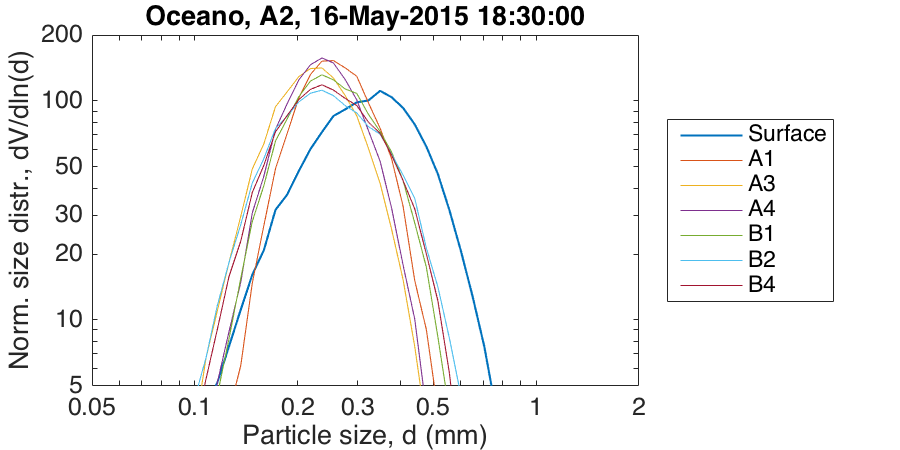 Oceano, A2, 16-May-2015 18:30:00
Norm. size distr., dV/dln(d)
200
100
50
30
20
10
5
0.05 0.1 0.2 0.3 0.5 1 2
Particle size, d (mm)
Surface
A1
A3
A4
B1
B2
B4